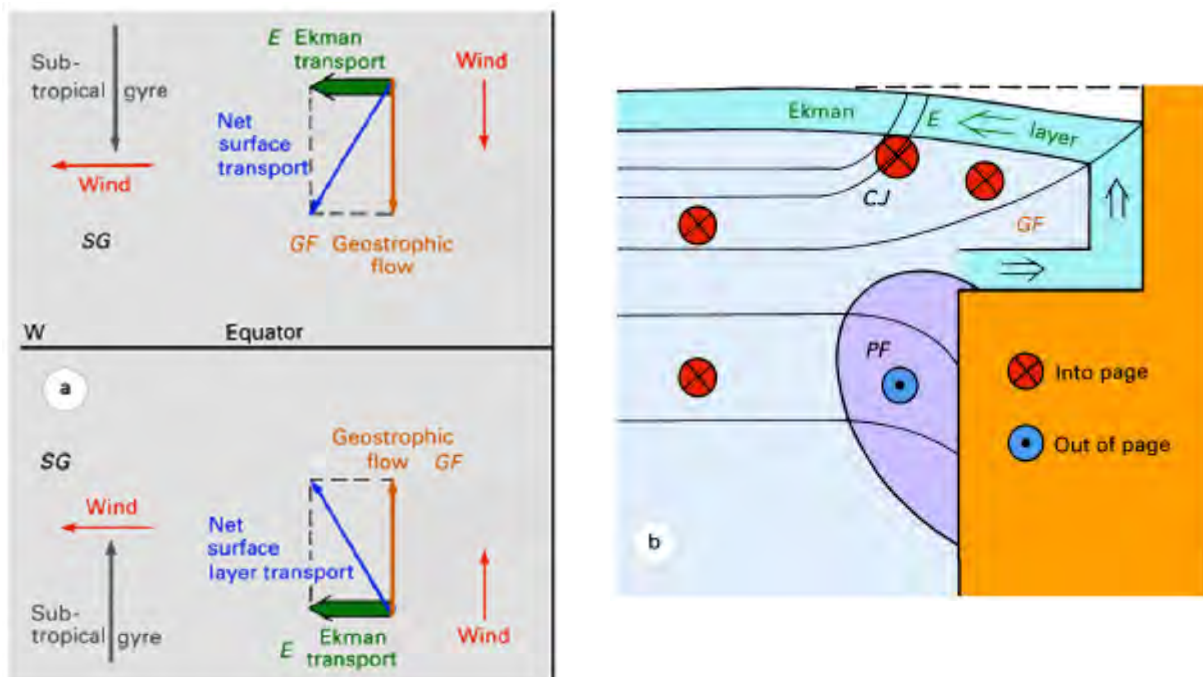 E Ekman
transport
Wind
Sub-
tropical gyre
Net
surface
transport
Wind
SG
GF Geostrophic
flow
W
Equator
a
SG
Geostrophic
flow GF
Wind
Net
surface
layer transport
Sub-
tropical gyre
Ekman
E transport
Wind
Ekman
E
layer
CJ
GF
PF
Into page
Out of page
b